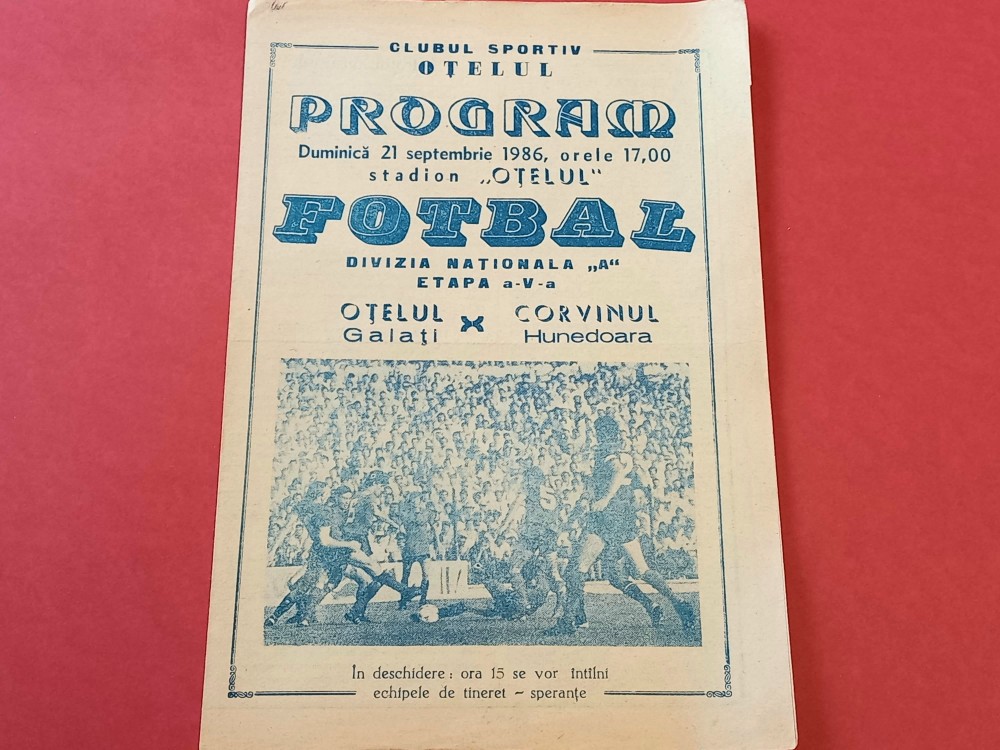 CLUBUL SPORTIV
OȚELUL
PROGRAM
Duminică 21 septembrie 1986, orele 17,00
stadion „OȚELUL“
FOTBAL
DIVIZIA NAȚIONALA „A“
ETAPA a-V-a
OȚELUL × CORVINUL
Galați Hunedoara
În deschidere: ora 15 se vor întîlni
echipele de tineret - speranțe